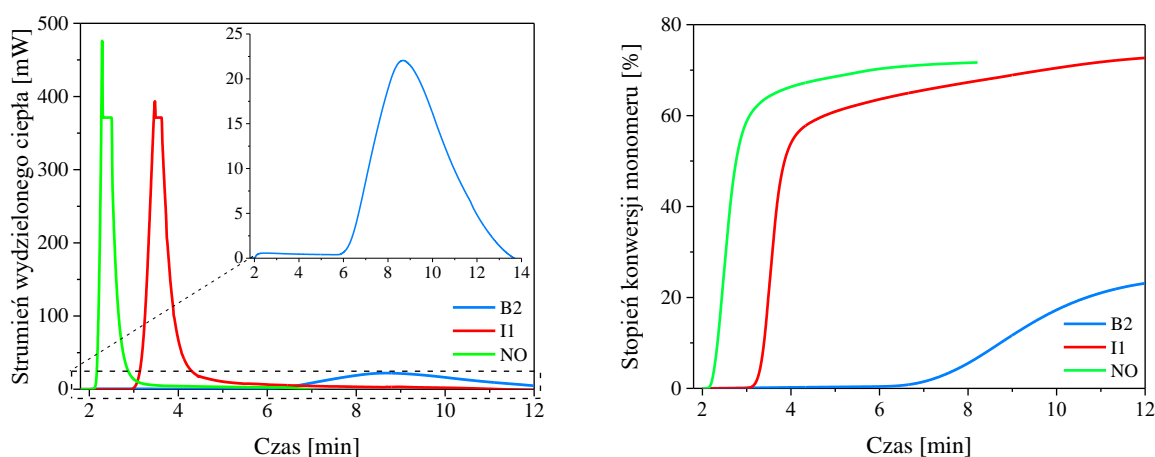 Strumień wydzielonego ciepła [mW]
500
400
300
200
100
0
2 4 6 8 10 12
Czas [min]
25
20
15
10
5
0
2 4 6 8 10 12 14
B2
I1
NO
Stopień konwersji monomeru [%]
80
60
40
20
0
2 4 6 8 10 12
Czas [min]
B2
I1
NO